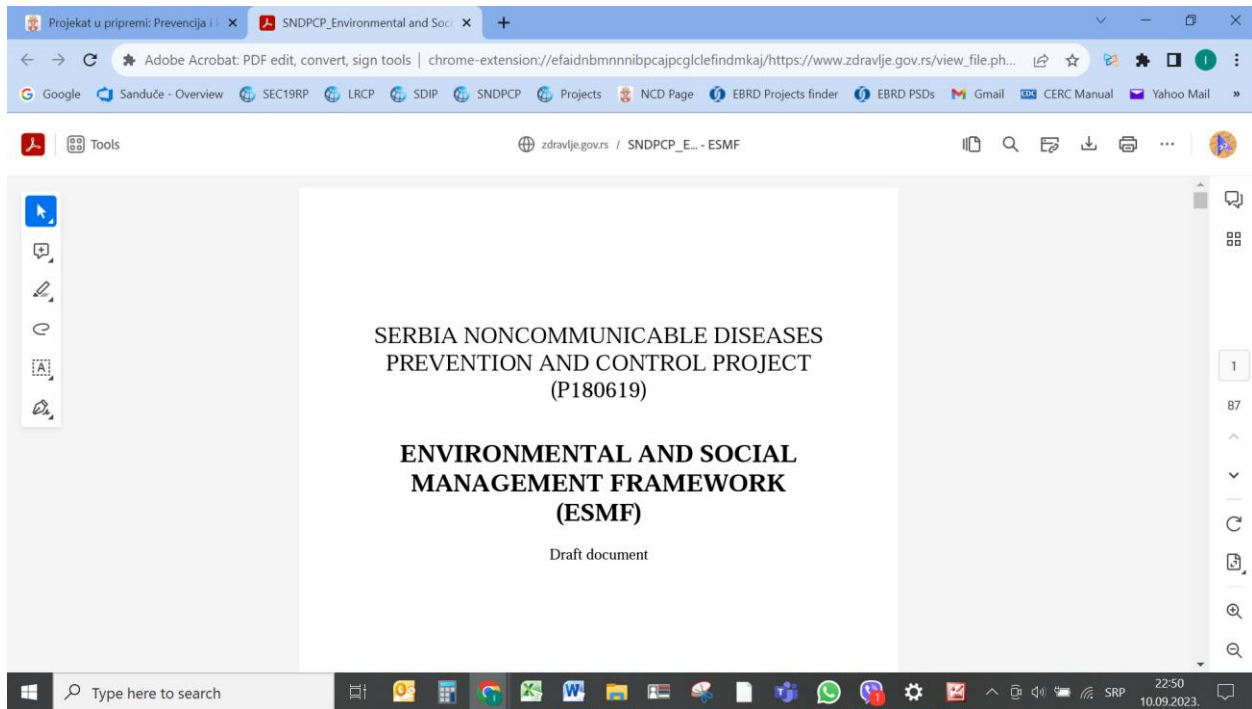 Projekat u pripremi: Prevencija i
SNDPCP_Environmental and Soci
Adobe Acrobat: PDF edit, convert, sign tools | chrome-extension://efaidnbmnnnibpcajpcglclefindmkaj/https://www.zdravlje.gov.rs/view_file.ph...
I
Google Sanduče - Overview SEC19RP LRCP SDIP SNDPCP Projects NCD Page EBRD Projects finder EBRD PSDs Gmail CERC Manual Yahoo Mail »
Tools
zdravlje.gov.rs / SNDPCP_E... - ESMF
SERBIA NONCOMMUNICABLE DISEASES
PREVENTION AND CONTROL PROJECT
(P180619)
ENVIRONMENTAL AND SOCIAL
MANAGEMENT FRAMEWORK
(ESMF)
Draft document
1
87
Type here to search
SRP
22:50
10.09.2023.